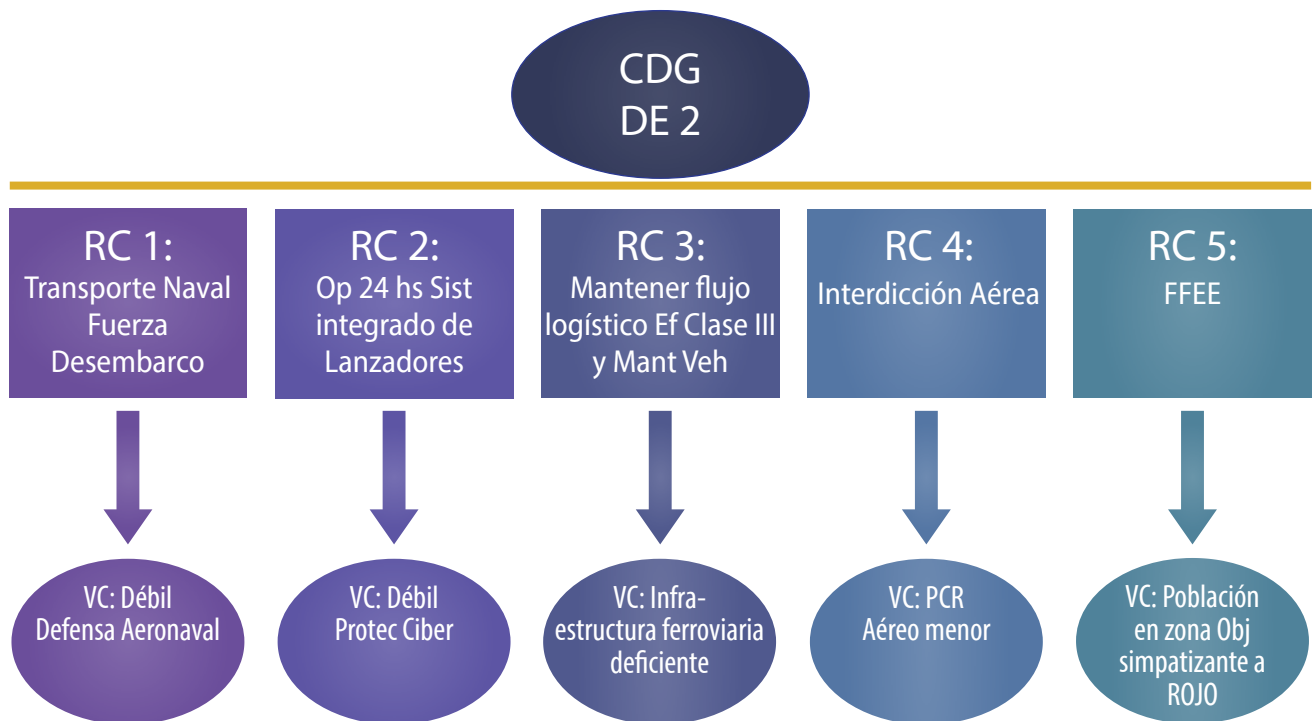 CDG
DE 2
RC 1:
Transporte Naval
Fuerza
Desembarco
RC 2:
Op 24 hs Sist
integrado de
Lanzadores
RC 3:
Mantener flujo
logístico Ef Clase III
y Mant Veh
RC 4:
Interdicción Aérea
RC 5:
FFEE
VC: Débil
Defensa Aeronaval
VC: Débil
Protec Ciber
VC: Infra-
estructura ferroviaria
deficiente
VC: PCR
Aéreo menor
VC: Población
en zona Obj
simpatizante a
ROJO